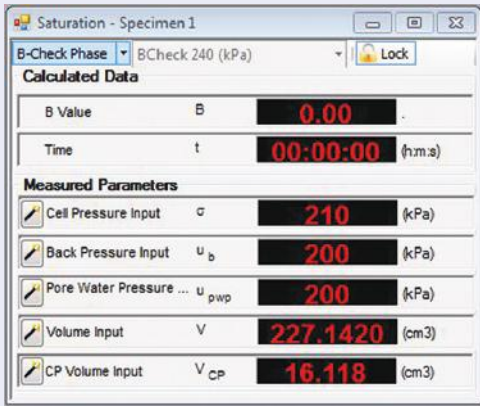 Saturation - Specimen 1
B-Check Phase BCheck 240 (kPa) Lock
Calculated Data
B Value B 0.00 .
Time t 00:00:00 (h:m:s)
Measured Parameters
Cell Pressure Input σ 210 (kPa)
Back Pressure Input u b 200 (kPa)
Pore Water Pressure ... u pwp 200 (kPa)
Volume Input V 227.1420 (cm3)
CP Volume Input V CP 16.118 (cm3)